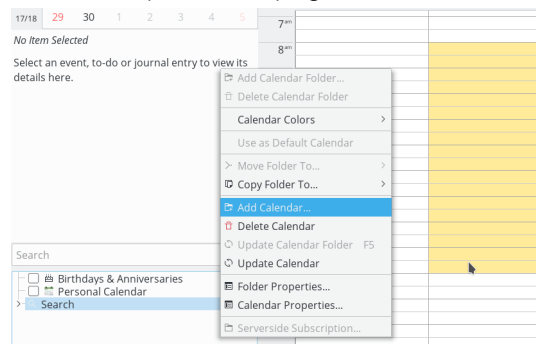 17/18 29 30 1 2 3 4 5
7am
No Item Selected
8am
Select an event, to-do or journal entry to view its
details here.
Add Calendar Folder...
Delete Calendar Folder
Calendar Colors
Use as Default Calendar
Move Folder To...
Copy Folder To...
Add Calendar...
Delete Calendar
Update Calendar Folder F5
Update Calendar
Folder Properties...
Calendar Properties...
Serverside Subscription...
Search
Birthdays & Anniversaries
Personal Calendar
Search